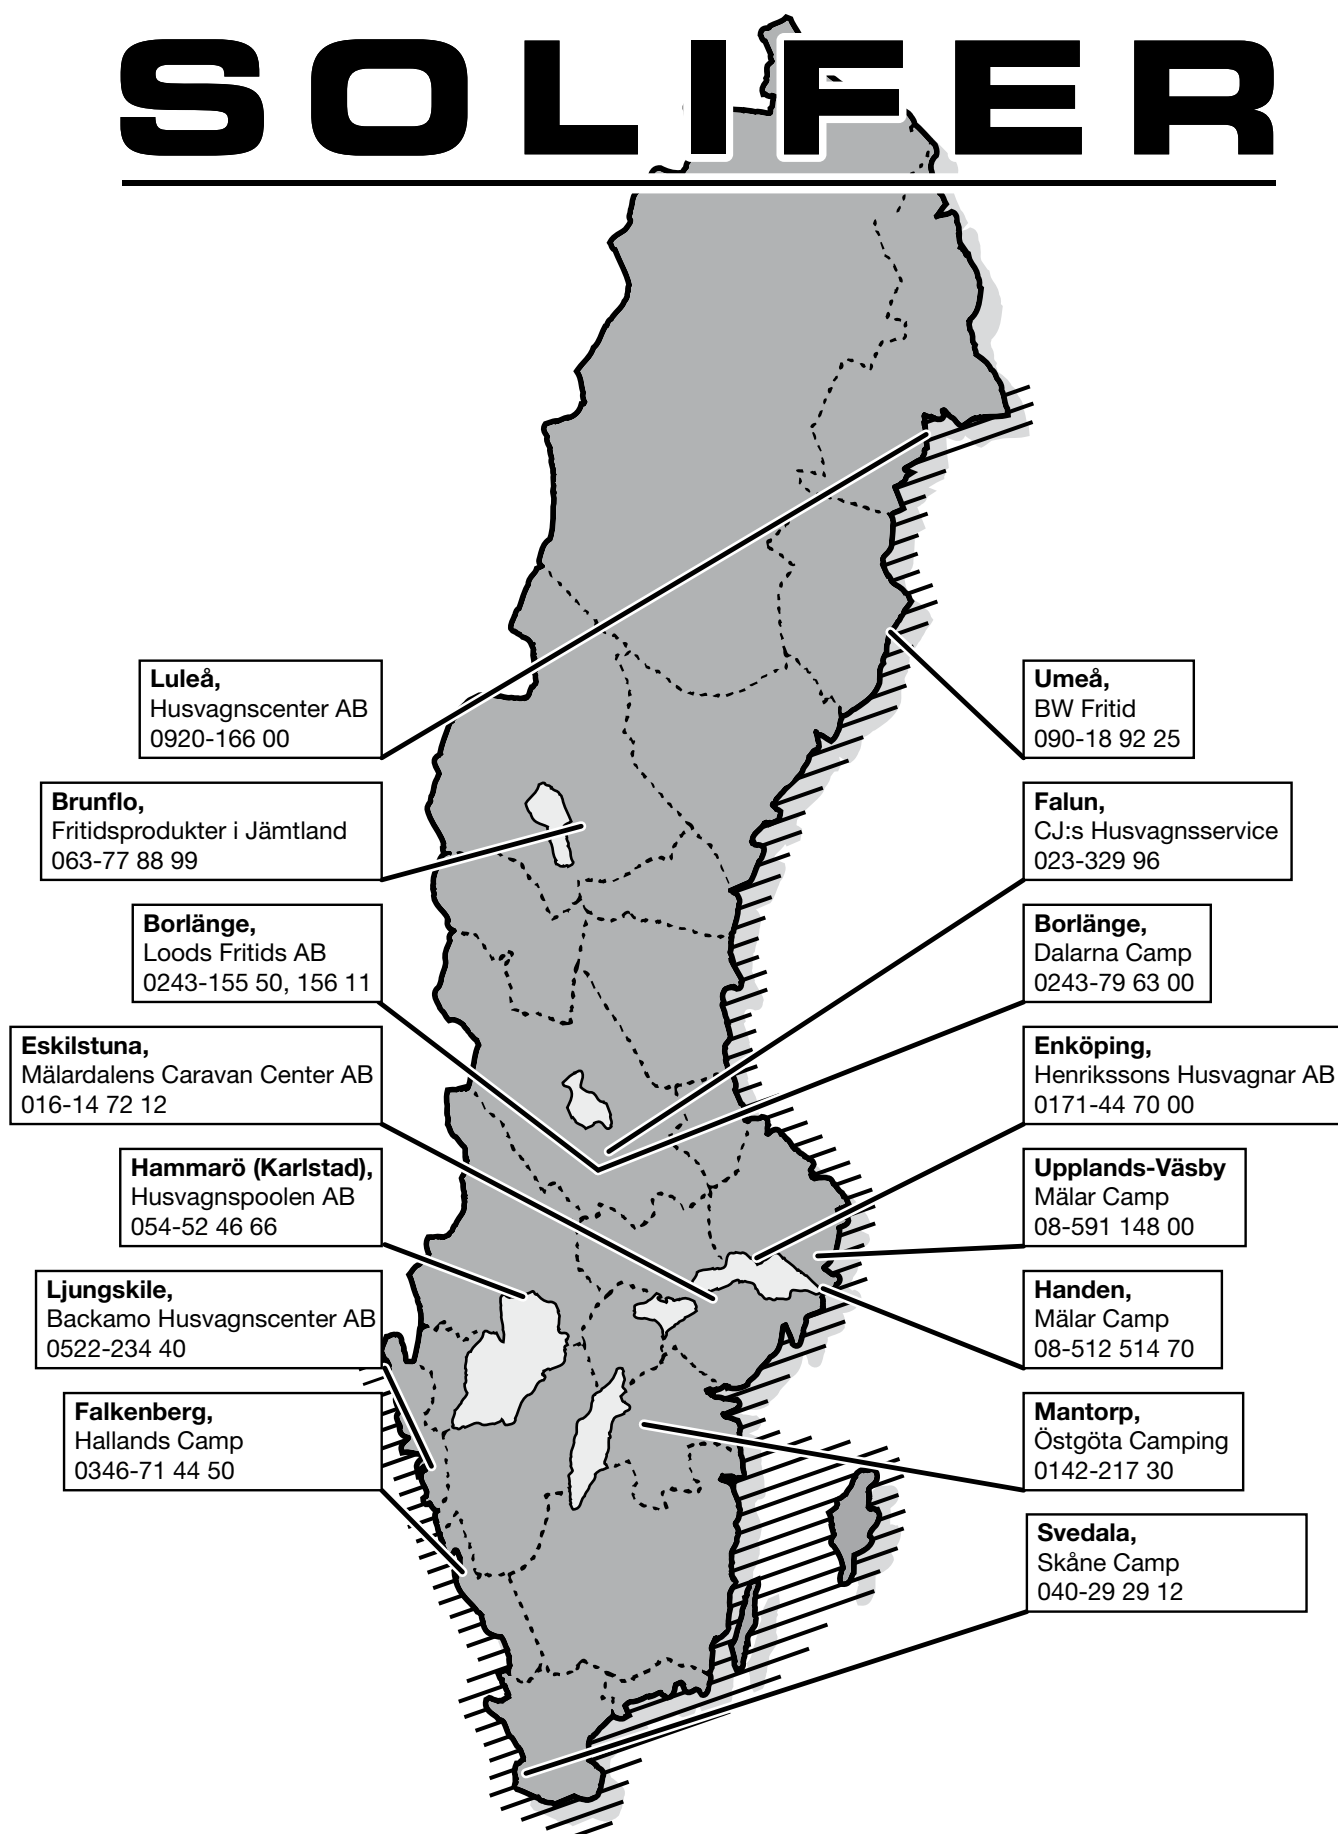 SOLIFER
Luleå,
Husvagnscenter AB
0920-166 00
Brunflo,
Fritidsprodukter i Jämtland
063-77 88 99
Borlänge,
Loods Fritids AB
0243-155 50, 156 11
Eskilstuna,
Mälardalens Caravan Center AB
016-14 72 12
Hammarö (Karlstad),
Husvagnspoolen AB
054-52 46 66
Ljungskile,
Backamo Husvagnscenter AB
0522-234 40
Falkenberg,
Hallands Camp
0346-71 44 50
Umeå,
BW Fritid
090-18 92 25
Falun,
CJ:s Husvagnsservice
023-329 96
Borlänge,
Dalarna Camp
0243-79 63 00
Enköping,
Henrikssons Husvagnar AB
0171-44 70 00
Upplands-Väsby
Mälar Camp
08-591 148 00
Handen,
Mälar Camp
08-512 514 70
Mantorp,
Östgöta Camping
0142-217 30
Svedala,
Skåne Camp
040-29 29 12